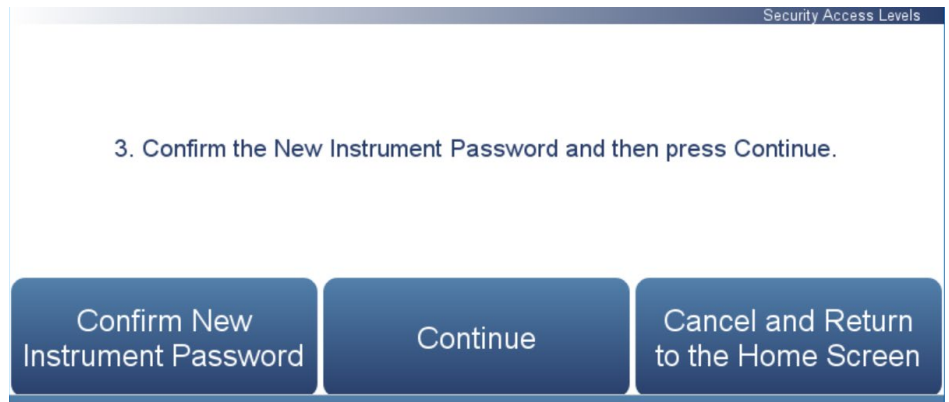 Security Access Levels
3. Confirm the New Instrument Password and then press Continue.
Confirm New
Instrument Password
Continue
Cancel and Return
to the Home Screen